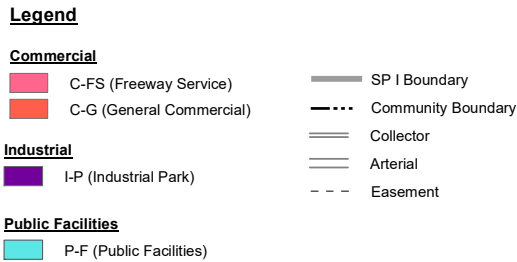 Legend
Commercial
C-FS (Freeway Service)
C-G (General Commercial)
Industrial
I-P (Industrial Park)
Public Facilities
P-F (Public Facilities)
SP I Boundary
Community Boundary
Collector
Arterial
Easement